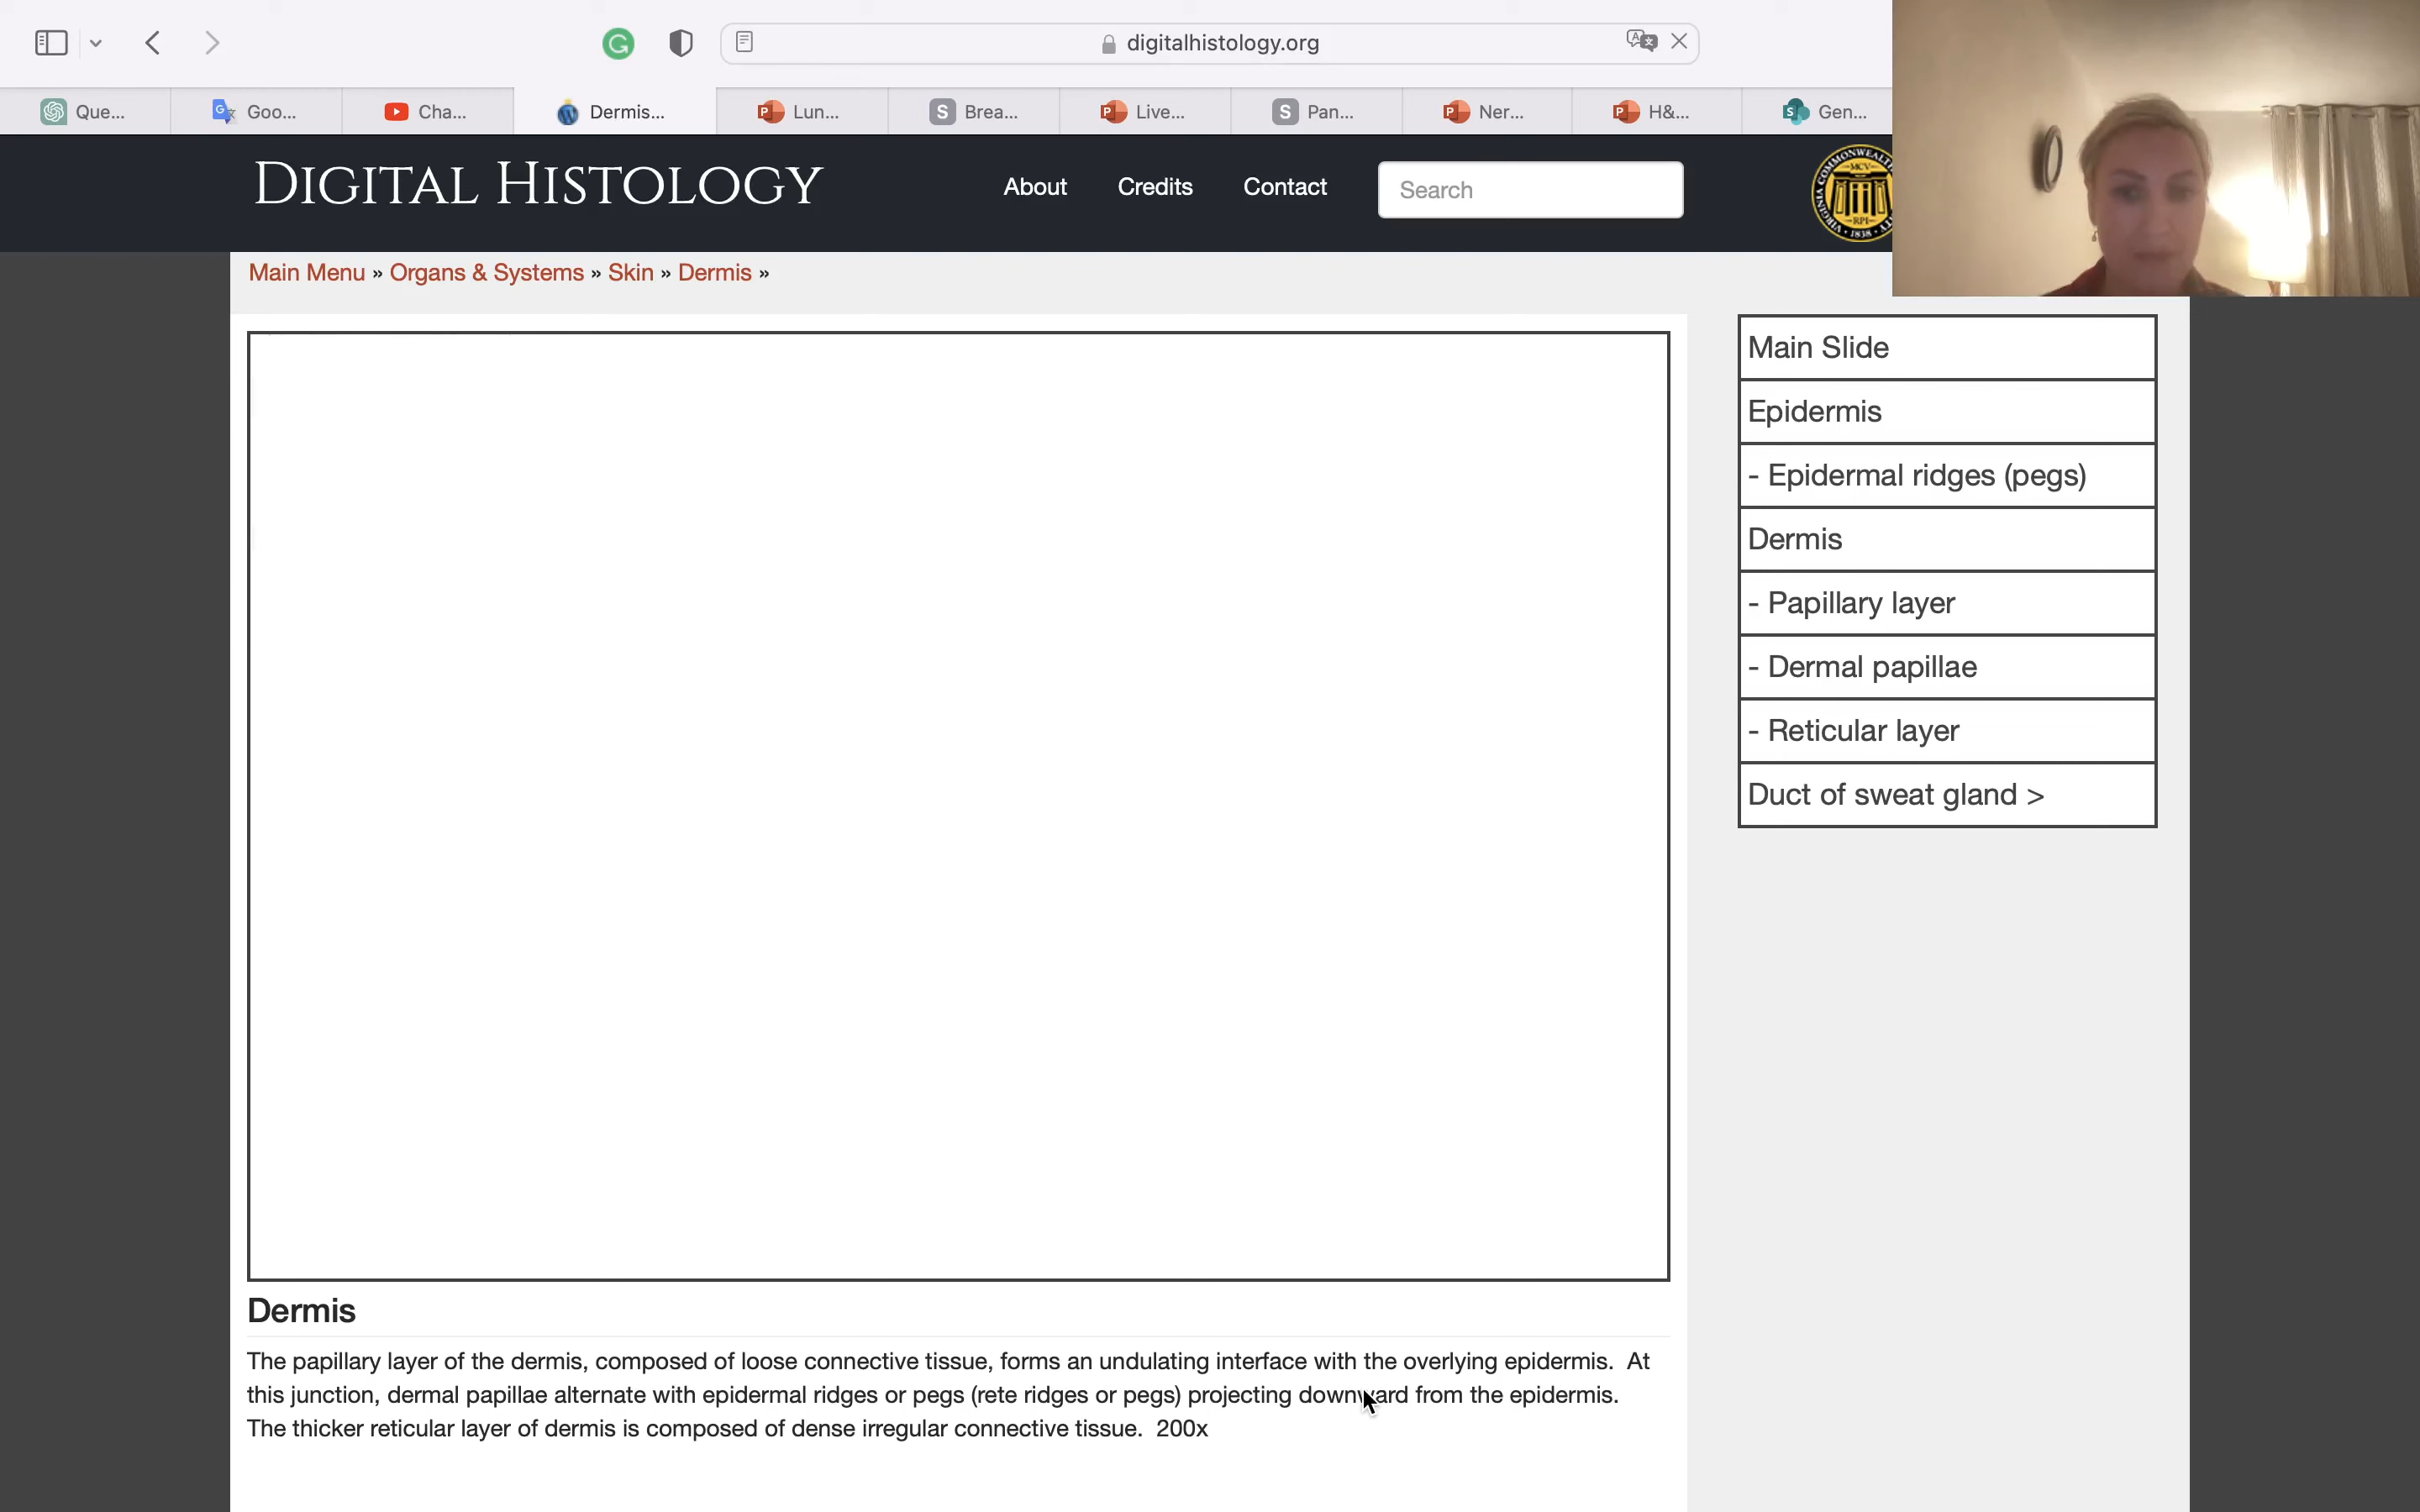 digitalhistology.org
Que...
Goo...
Cha...
Dermis...
Lun...
Brea...
Live...
Pan...
Ner...
H&...
Gen...
DIGITAL HISTOLOGY
About
Credits
Contact
Search
Main Menu » Organs & Systems » Skin » Dermis »
Main Slide
Epidermis
- Epidermal ridges (pegs)
Dermis
- Papillary layer
- Dermal papillae
- Reticular layer
Duct of sweat gland >
Dermis
The papillary layer of the dermis, composed of loose connective tissue, forms an undulating interface with the overlying epidermis. At
this junction, dermal papillae alternate with epidermal ridges or pegs (rete ridges or pegs) projecting downward from the epidermis.
The thicker reticular layer of dermis is composed of dense irregular connective tissue. 200x